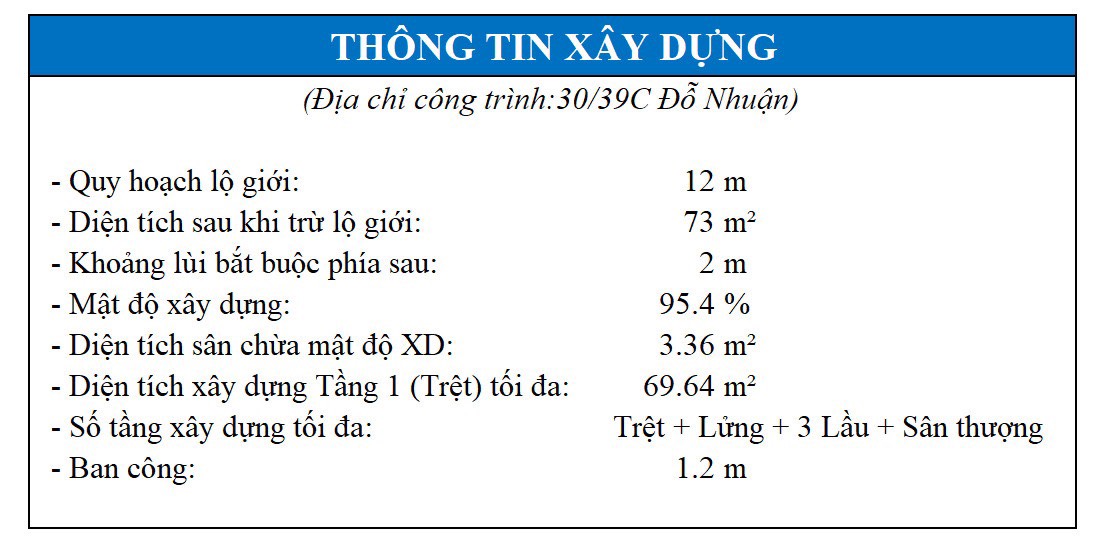 THÔNG TIN XÂY DỰNG
(Địa chỉ công trình:30/39C Đỗ Nhuận)
- Quy hoạch lộ giới: 12 m
- Diện tích sau khi trừ lộ giới: 73 m²
- Khoảng lùi bắt buộc phía sau: 2 m
- Mật độ xây dựng: 95.4 %
- Diện tích sân chừa mật độ XD: 3.36 m²
- Diện tích xây dựng Tầng 1 (Trệt) tối đa: 69.64 m²
- Số tầng xây dựng tối đa: Trệt + Lửng + 3 Lầu + Sân thượng
- Ban công: 1.2 m